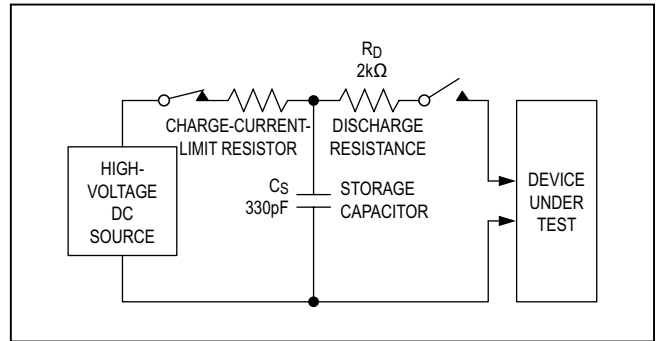 RD
2kΩ
CHARGE-CURRENT-
LIMIT RESISTOR
DISCHARGE
RESISTANCE
HIGH-
VOLTAGE
DC
SOURCE
CS
330pF
STORAGE
CAPACITOR
DEVICE
UNDER
TEST